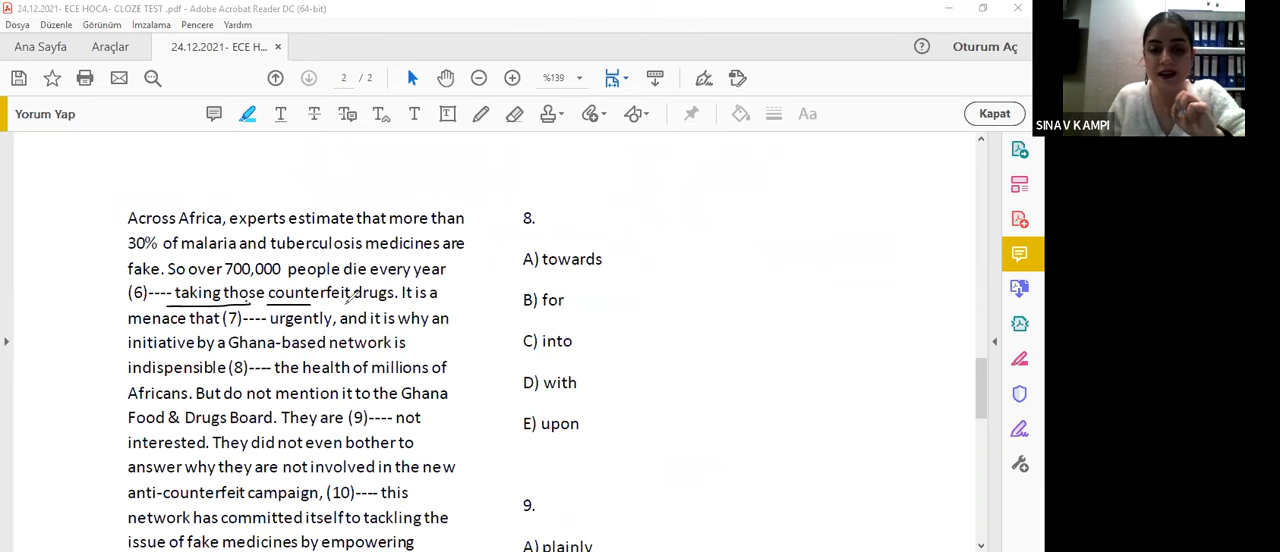 24.12.2021- ECE HOCA- CLOZE TEST .pdf - Adobe Acrobat Reader DC (64-bit)
Dosya Düzenle Görünüm İmzalama Pencere Yardım
Ana Sayfa Araçlar 24.12.2021- ECE H... × Oturum Aç
2 / 2 %139
Yorum Yap Aa Kapat
SINAV KAMPI
Across Africa, experts estimate that more than
30% of malaria and tuberculosis medicines are
fake. So over 700,000 people die every year
(6)---- taking those counterfeit drugs. It is a
menace that (7)---- urgently, and it is why an
initiative by a Ghana-based network is
indispensible (8)---- the health of millions of
Africans. But do not mention it to the Ghana
Food & Drugs Board. They are (9)---- not
interested. They did not even bother to
answer why they are not involved in the new
anti-counterfeit campaign, (10)---- this
network has committed itself to tackling the
issue of fake medicines by empowering
8.
A) towards
B) for
C) into
D) with
E) upon
9.
A) plainly